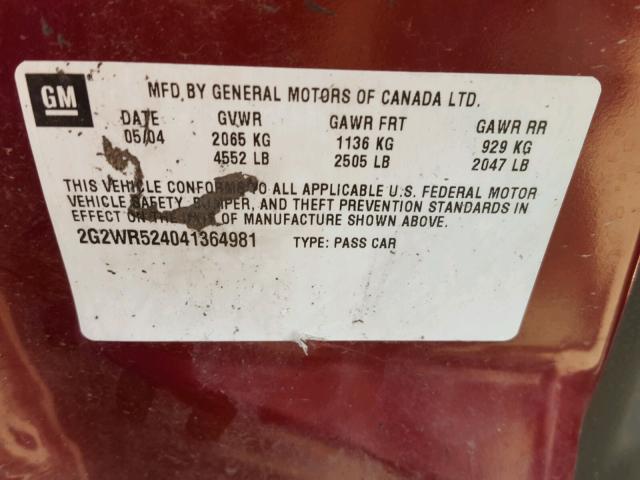 GM
MFD BY GENERAL MOTORS OF CANADA LTD.
DATE GVWR GAWR FRT GAWR RR
05/04 2065 KG 1136 KG 929 KG
4552 LB 2505 LB 2047 LB
THIS VEHICLE CONFORMS TO ALL APPLICABLE U.S. FEDERAL MOTOR
VEHICLE SAFETY, BUMPER, AND THEFT PREVENTION STANDARDS IN
EFFECT ON THE DATE OF MANUFACTURE SHOWN ABOVE.
2G2WR524041364981 TYPE: PASS CAR